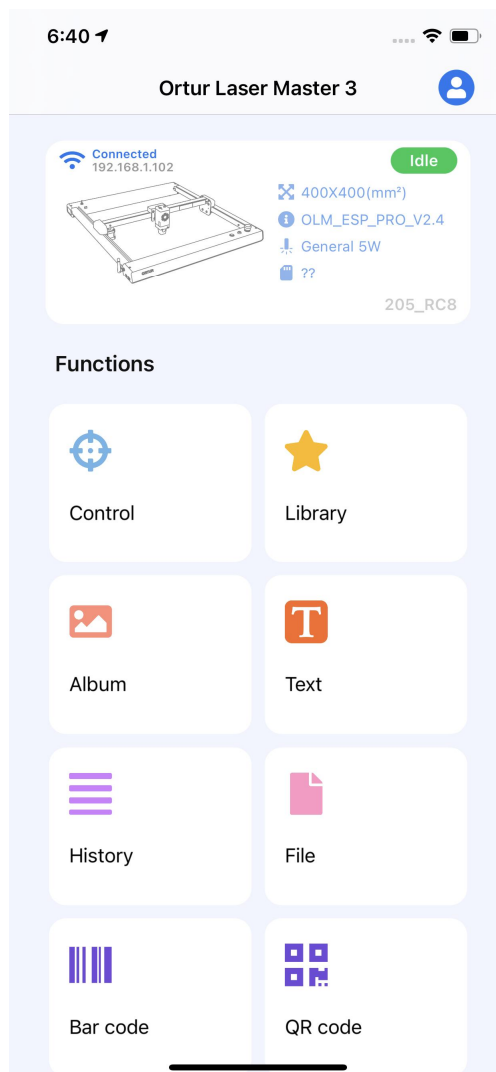 6:40
Ortur Laser Master 3
Connected
192.168.1.102
Idle
400X400(mm²)
OLM_ESP_PRO_V2.4
General 5W
??
205_RC8
Functions
Control
Library
Album
T
Text
History
File
Bar code
QR code